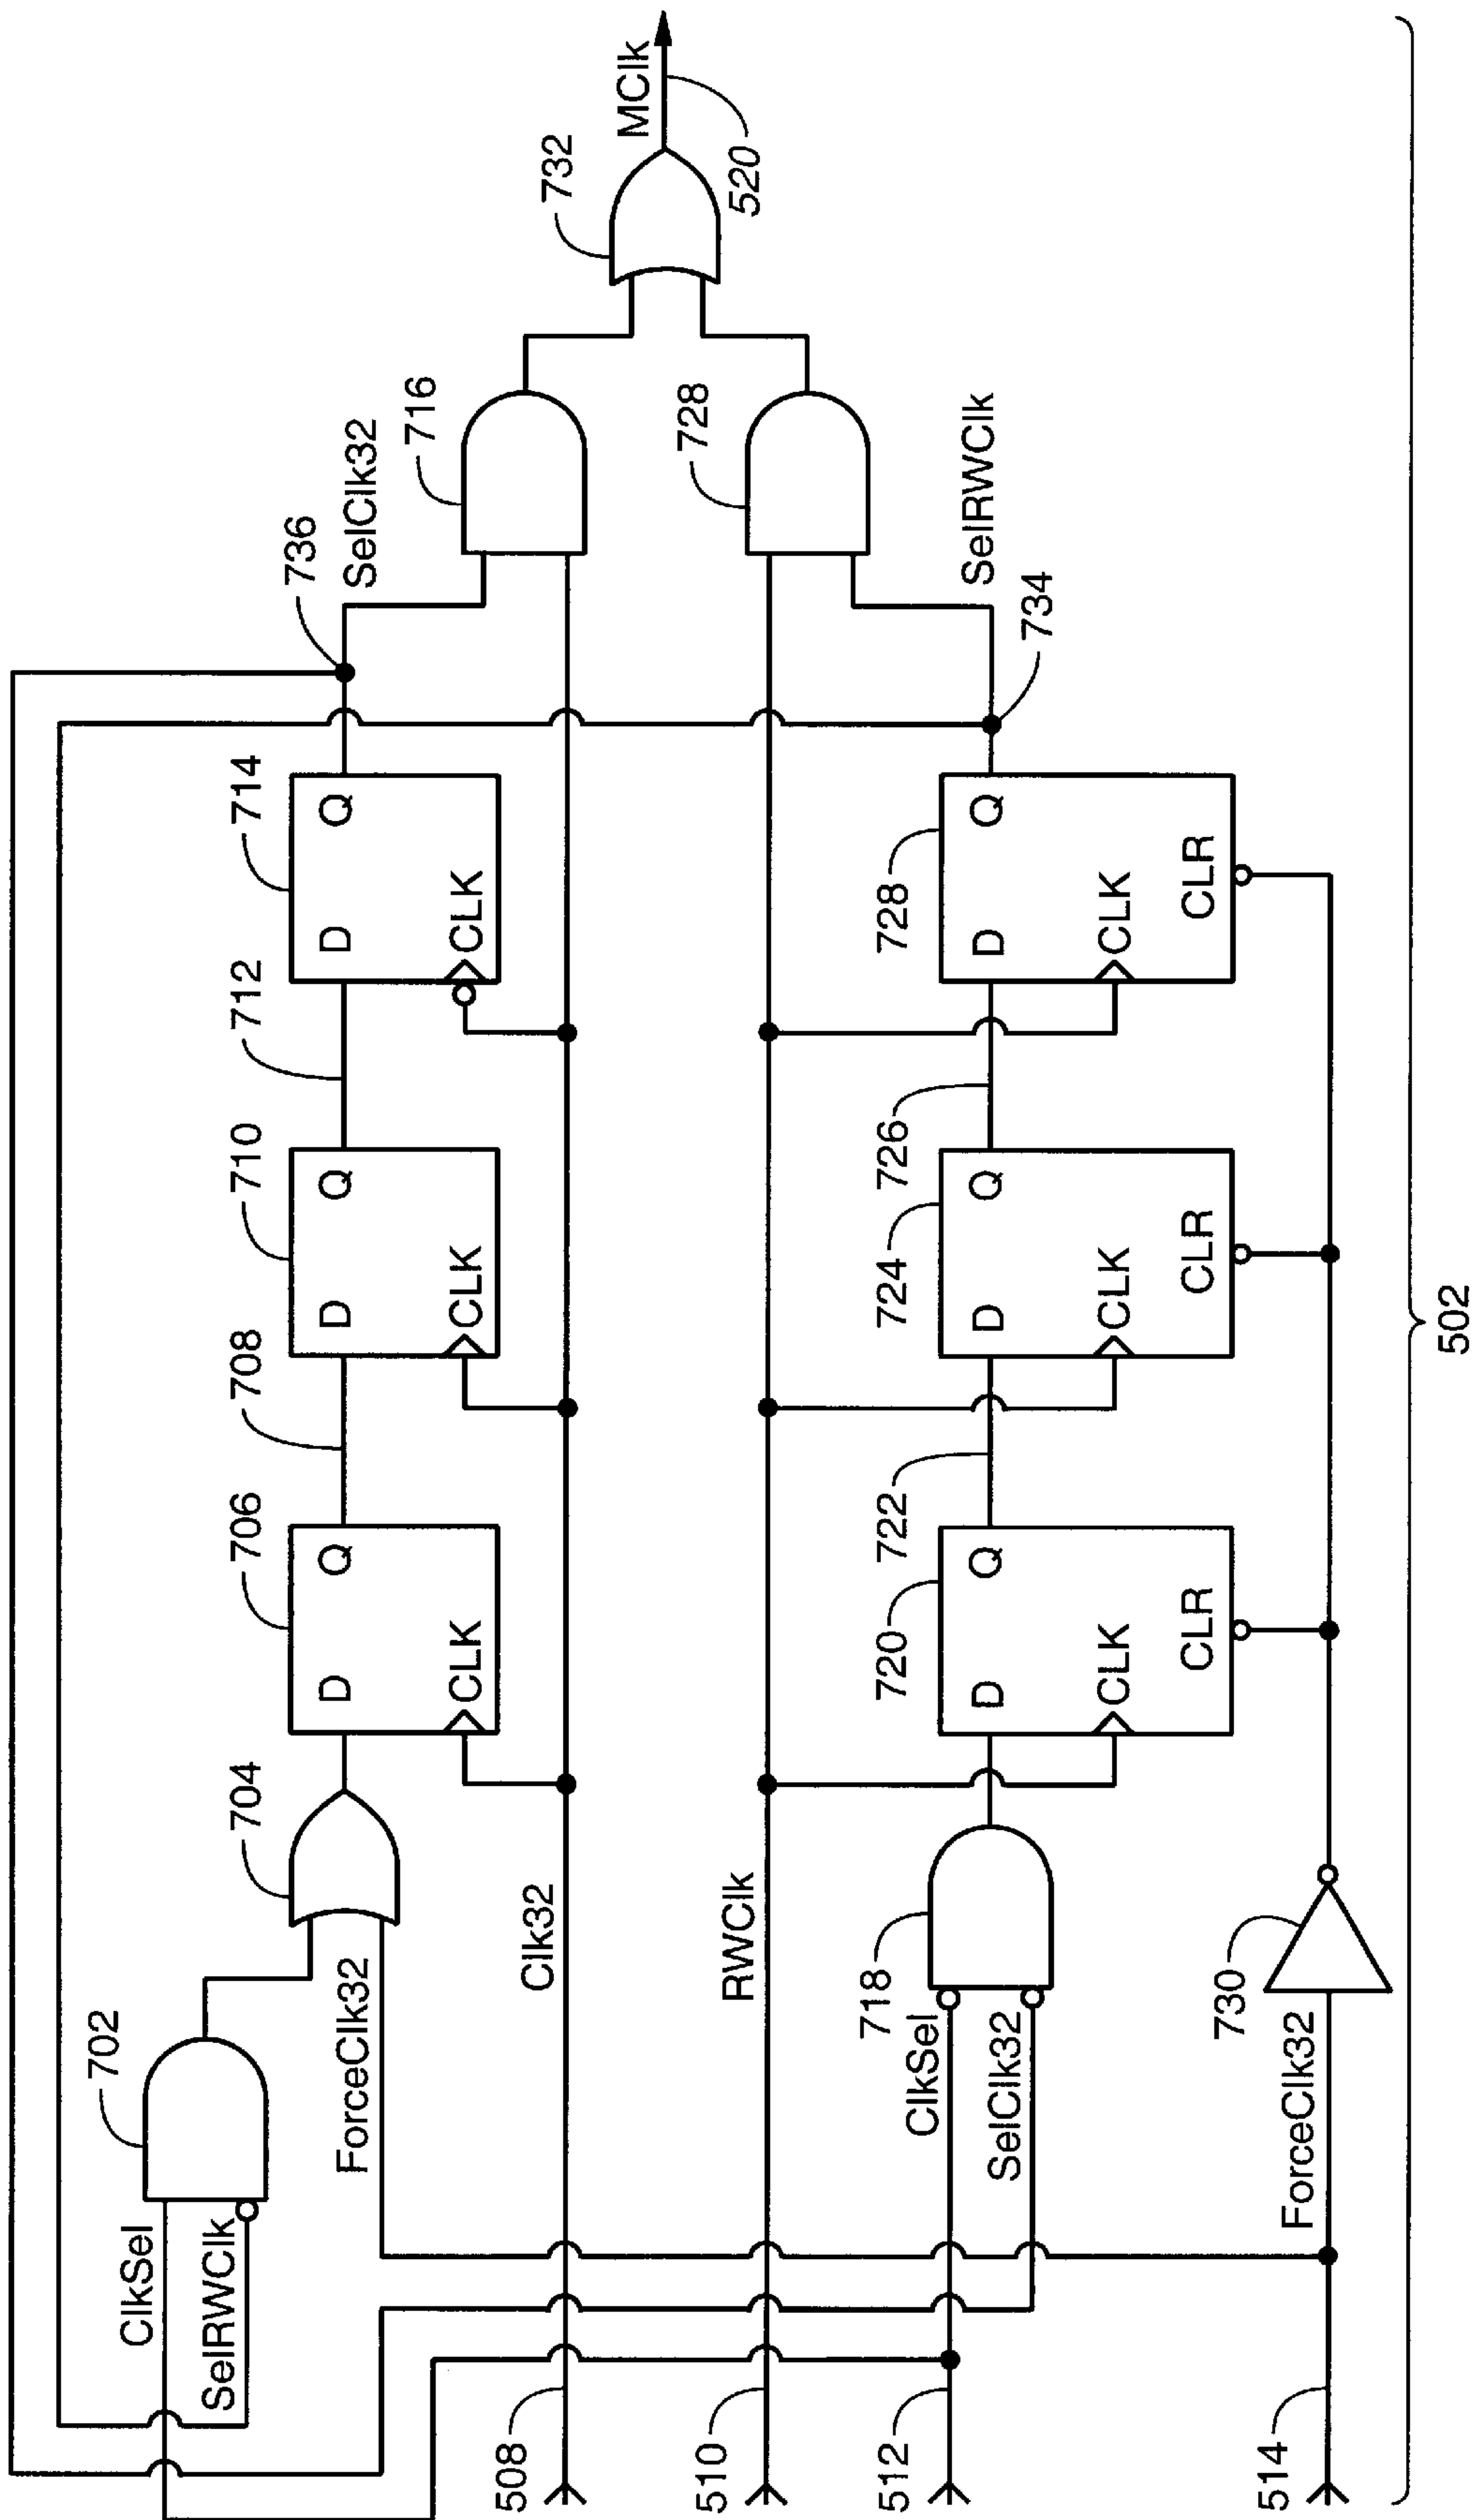 702
ClkSel
SelRWClk
704
ForceClk32
706
D
Q
CLK
708
710
D
Q
CLK
712
714
D
Q
CLK
736
SelClk32
716
732
MClk
520
508
Clk32
510
RWClk
728
512
ClkSel
SelClk32
718
720
D
Q
CLK
CLR
722
724
D
Q
CLK
CLR
726
728
D
Q
CLK
CLR
SelRWClk
734
514
ForceClk32
730
502